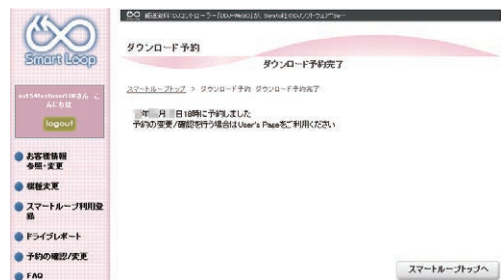 ダウンロード予約
ダウンロード予約完了
スマートループトップ > ダウンロード予約 ダウンロード予約完了
年 月 日18時に予約しました
予約の変更/確認を行う場合はUser's Pageをご利用ください
Smart Loop
さん こ
んにちは
logout
お客様情報
参照・変更
機種変更
スマートループ利用登
録
ドライブレポート
予約の確認/変更
FAQ
スマートループトップへ